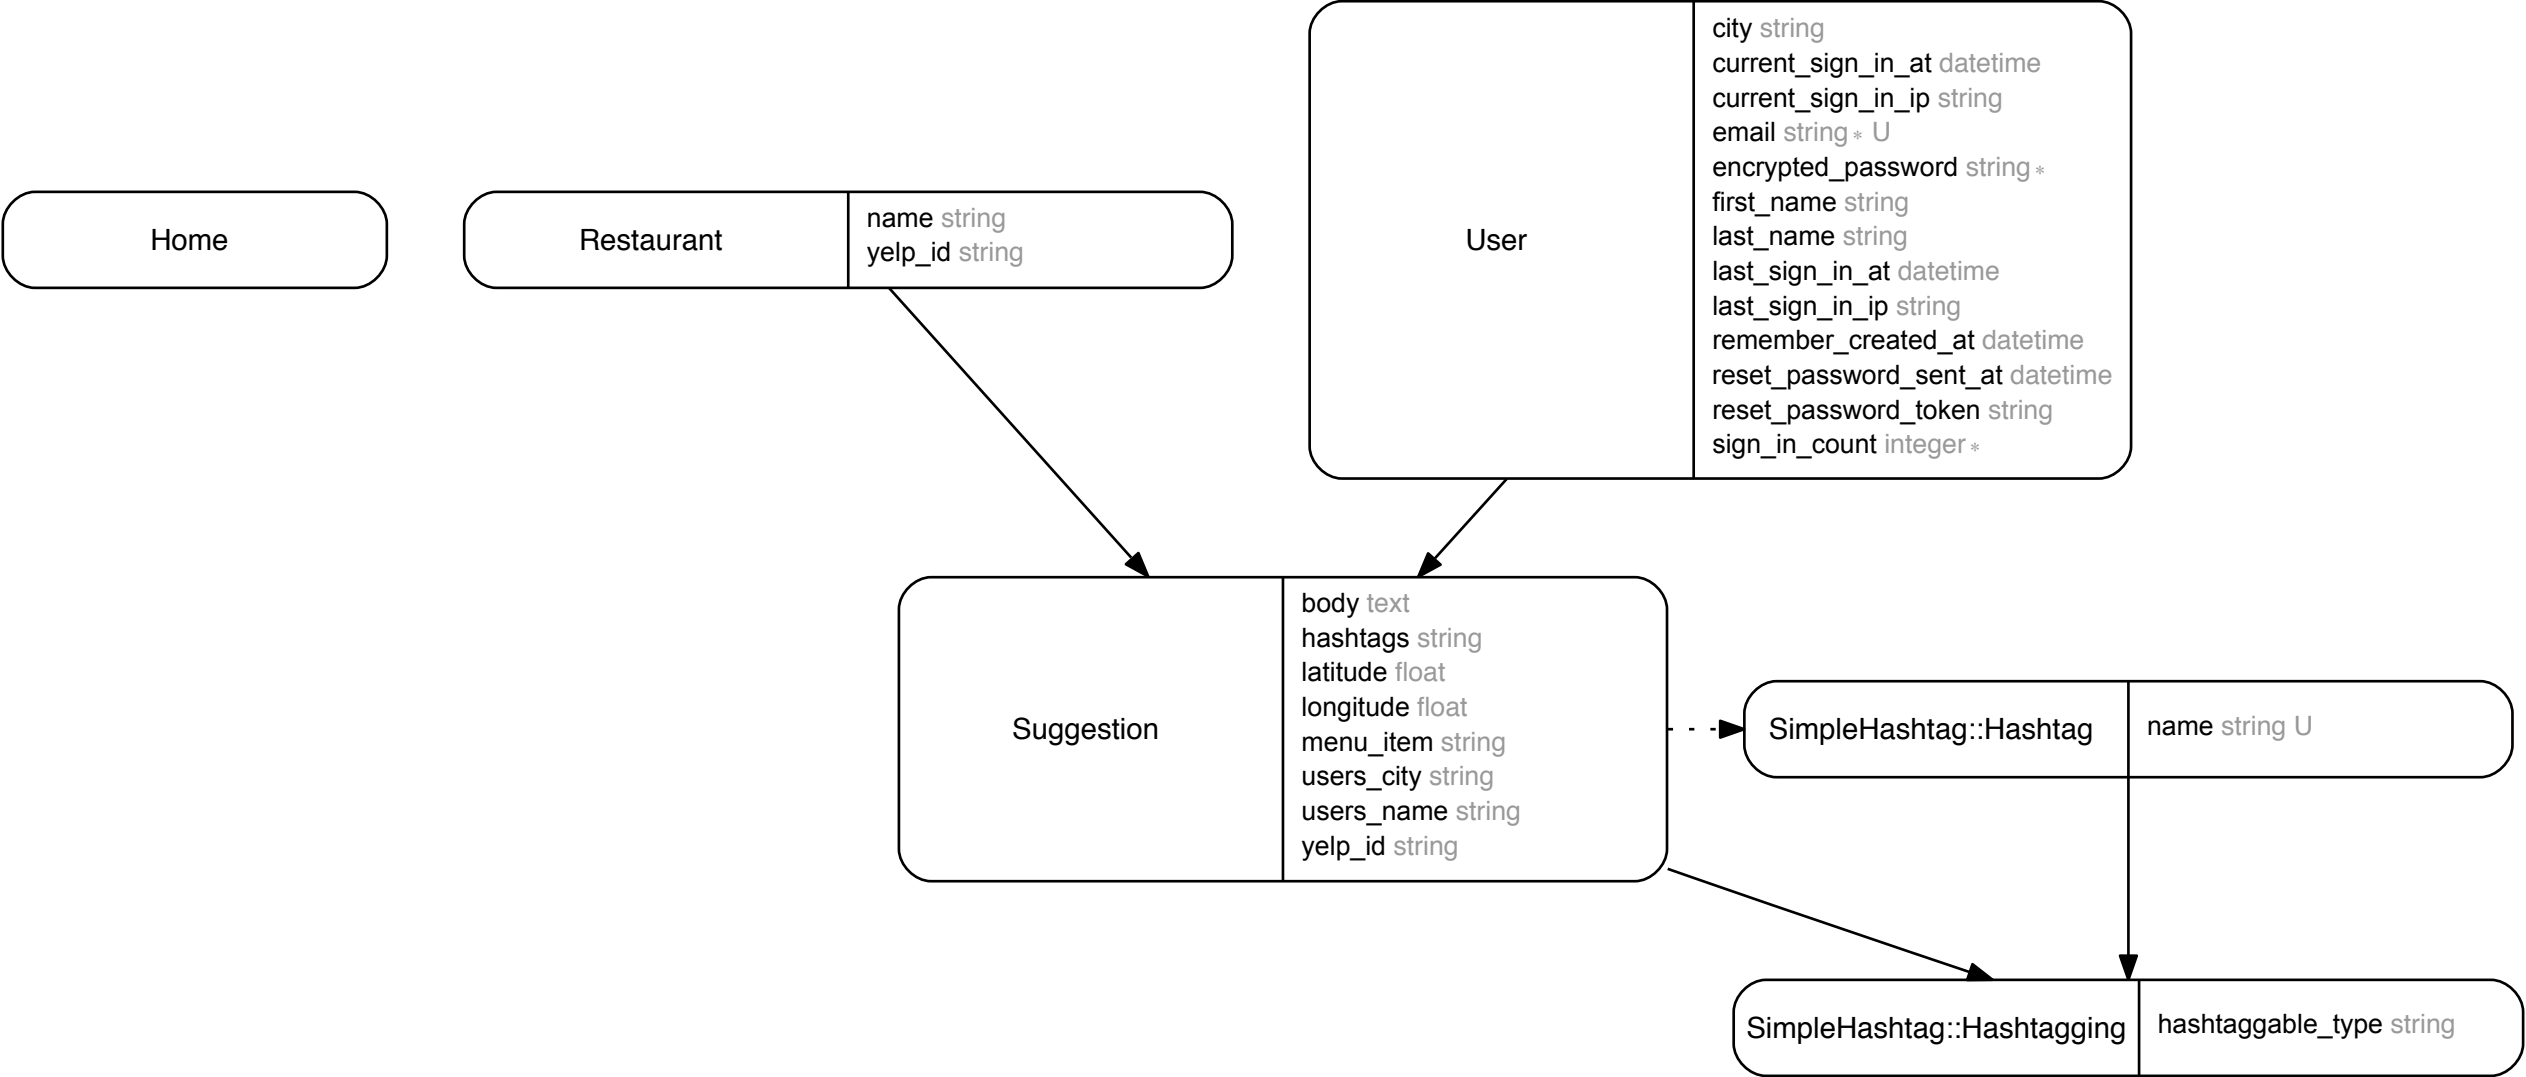 Home
Restaurant
name string
yelp_id string
User
city string
current_sign_in_at datetime
current_sign_in_ip string
email string * U
encrypted_password string *
first_name string
last_name string
last_sign_in_at datetime
last_sign_in_ip string
remember_created_at datetime
reset_password_sent_at datetime
reset_password_token string
sign_in_count integer *
Suggestion
body text
hashtags string
latitude float
longitude float
menu_item string
users_city string
users_name string
yelp_id string
SimpleHashtag::Hashtag
name string U
SimpleHashtag::Hashtagging
hashtaggable_type string